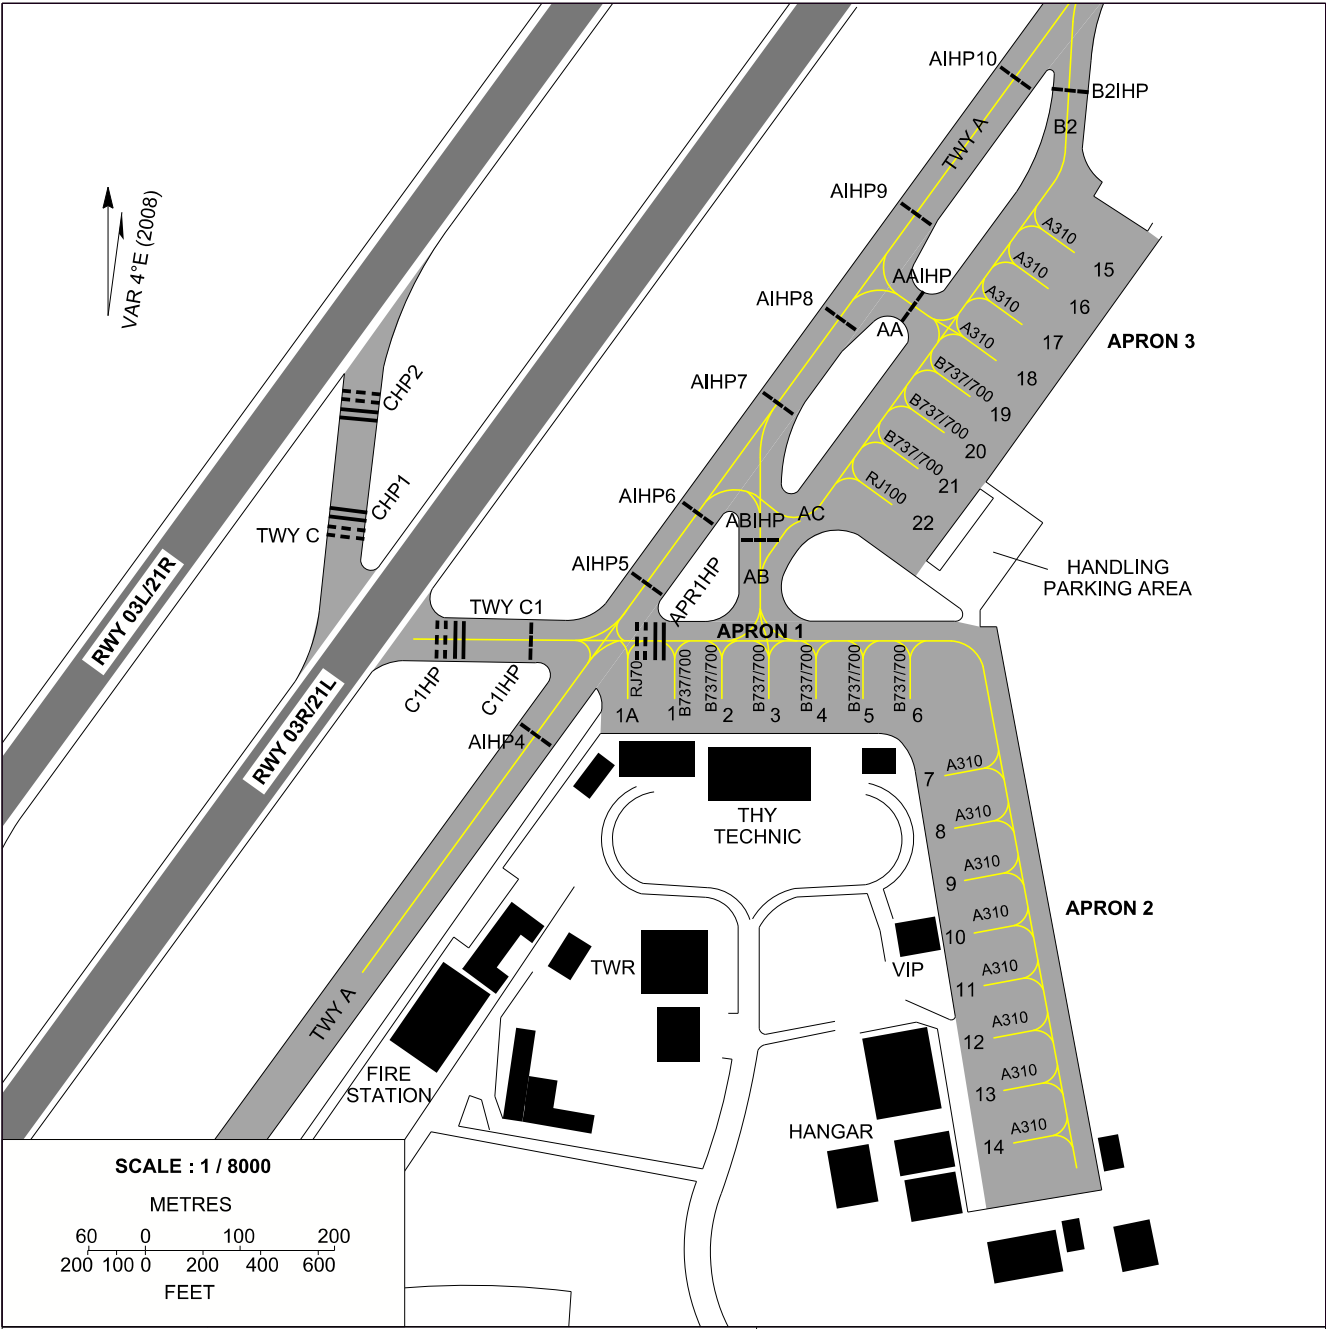 AIHP10
B2IHP
B2
TWY A
AIHP9
VAR 4°E (2008)
A310
15
A310
16
AAIHP
AIHP8
A310
17
AA
A310
18
APRON 3
B737/700
19
AIHP7
CHP2
B737/700
20
B737/700
21
RJ100
22
CHP1
AIHP6
ABIHP
AC
TWY C
AIHP5
AB
APR1HP
HANDLING
PARKING AREA
RWY 03L/21R
TWY C1
APRON 1
C1HP
C1IHP
RJ70
B737/700
B737/700
B737/700
B737/700
B737/700
B737/700
1A
1
2
3
4
5
6
RWY 03R/21L
AIHP4
7
A310
8
A310
9
A310
10
A310
11
A310
12
A310
13
A310
14
A310
THY
TECHNIC
APRON 2
TWR
VIP
TWY A
FIRE
STATION
HANGAR
SCALE : 1 / 8000
METRES
60 0 100 200
200 100 0 200 400 600
FEET